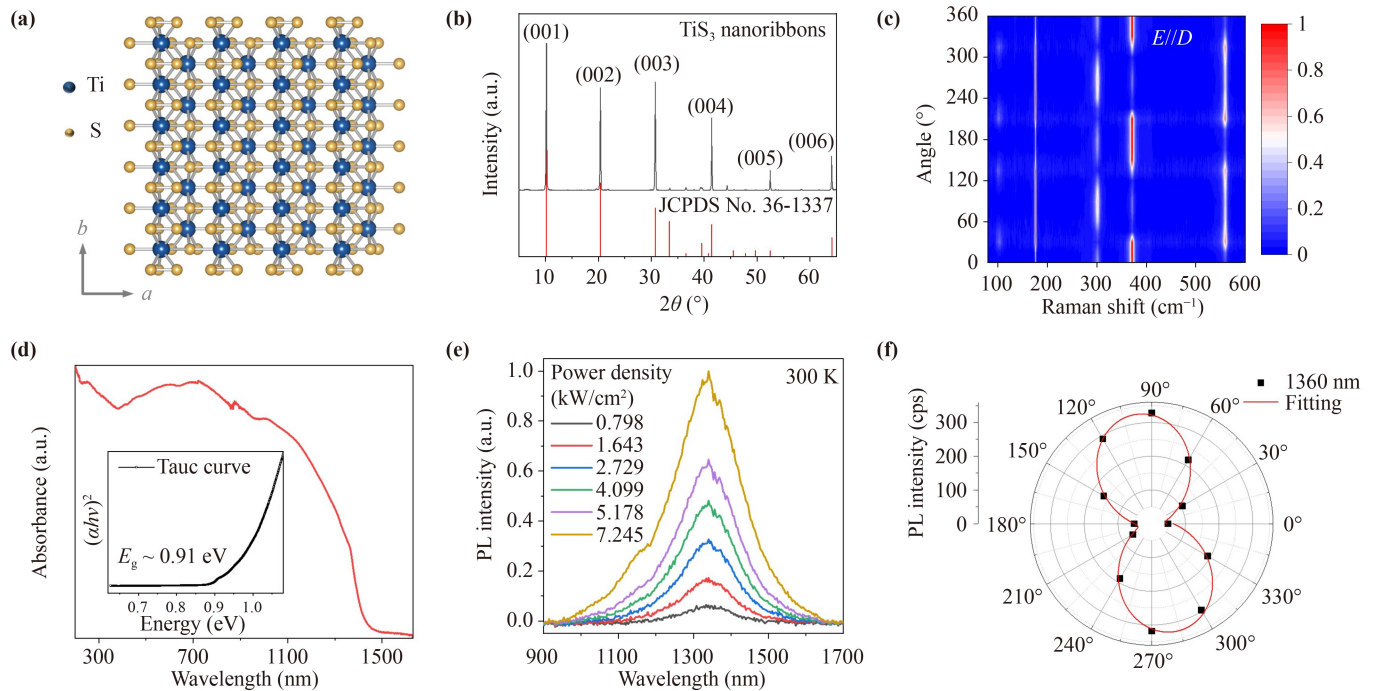 (a)
Ti
S
b
a
(b)
TiS₃ nanoribbons
(001)
(002)
(003)
(004)
(005)
(006)
JCPDS No. 36-1337
Intensity (a.u.)
5 10 20 30 40 50 60
2θ (°)
(c)
E//D
360
300
240
180
120
60
0
Angle (°)
100 200 300 400 500 600
Raman shift (cm⁻¹)
1
0.8
0.6
0.4
0.2
0
(d)
Absorbance (a.u.)
Tauc curve
(αhν)²
E_g ~ 0.91 eV
0.7 0.8 0.9 1.0
Energy (eV)
300 700 1100 1500
Wavelength (nm)
(e)
Power density
(kW/cm²)
0.798
1.643
2.729
4.099
5.178
7.245
300 K
1.0
0.8
0.6
0.4
0.2
0.0
PL intensity (a.u.)
900 1100 1300 1500 1700
Wavelength (nm)
(f)
1360 nm
Fitting
PL intensity (cps)
300
200
100
0
90°
60°
30°
0°
330°
300°
270°
240°
210°
180°
150°
120°